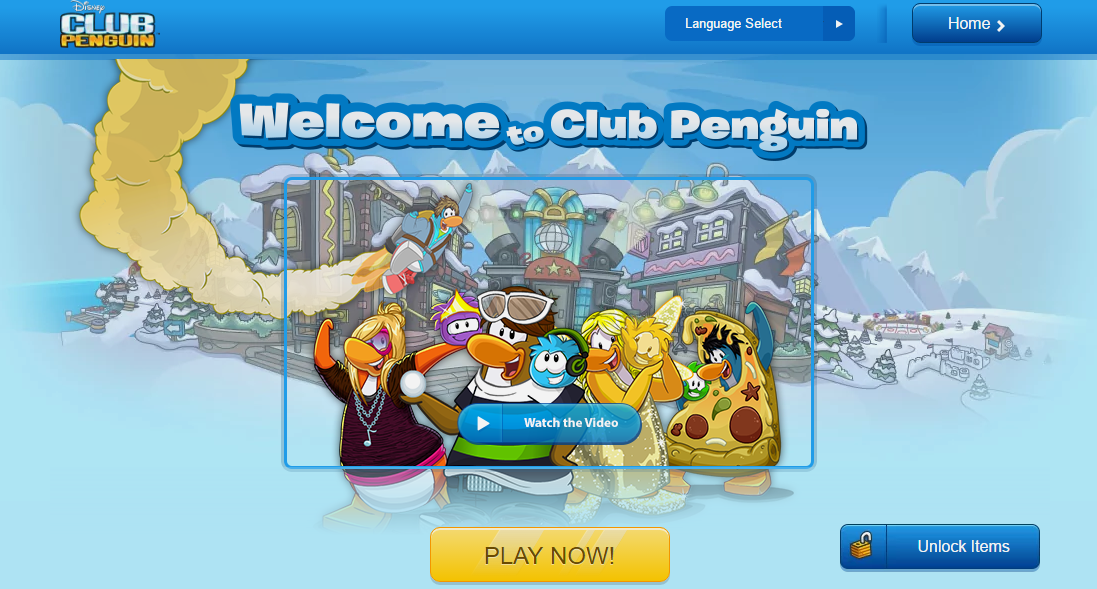 Disney
CLUB
PENGUIN
Language Select
Home
Welcome to Club Penguin
Watch the Video
PLAY NOW!
Unlock Items